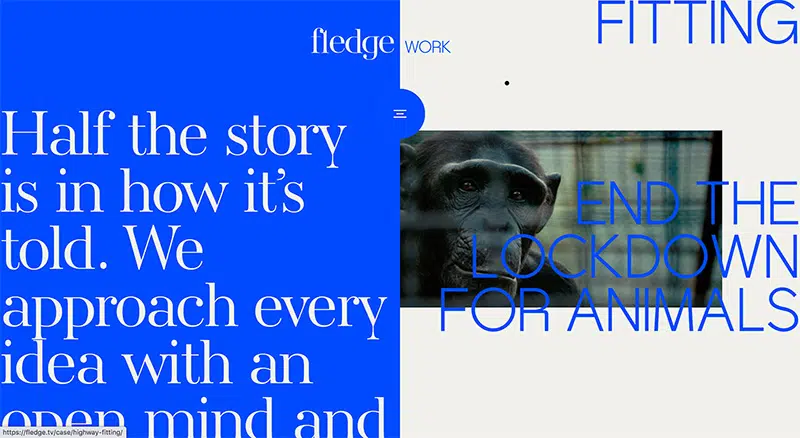 fledge WORK
Half the story
is in how it's
told. We
approach every
idea with an
open mind and
https://fledge.tv/case/highway-fitting/
FITTING
END THE
LOCKDOWN
FOR ANIMALS